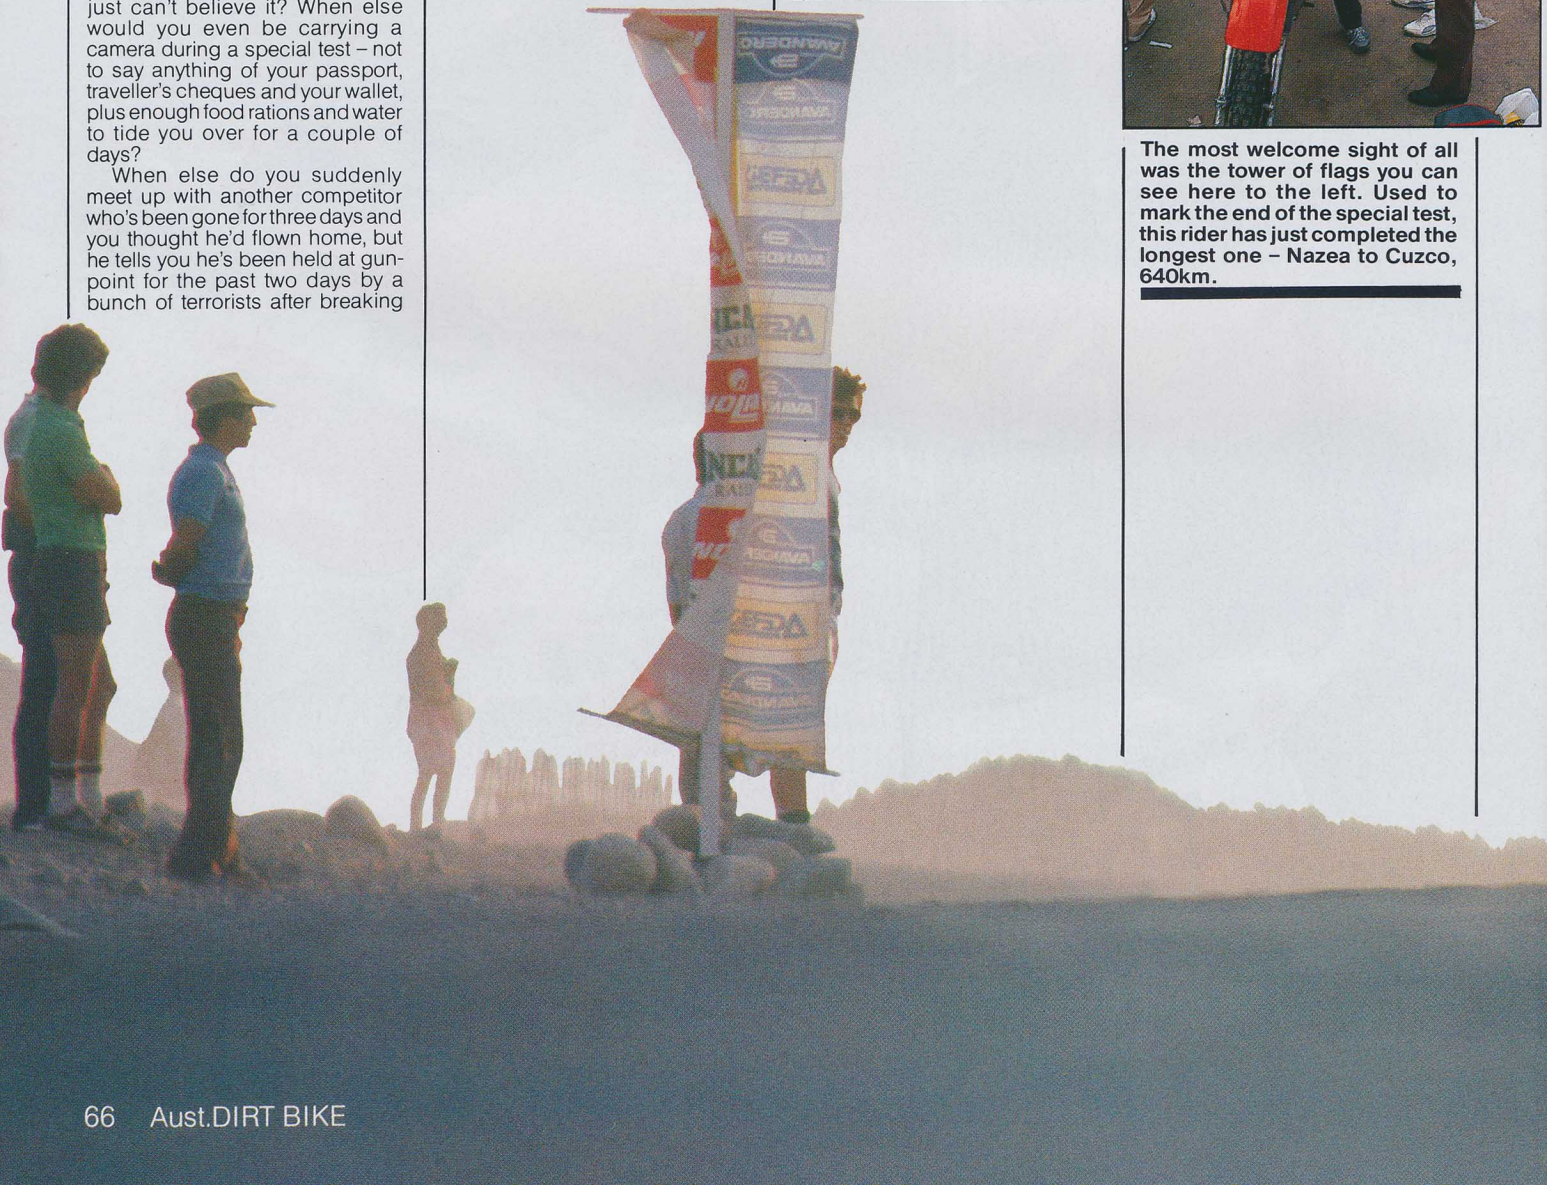 just can't believe it? When else
would you even be carrying a
camera during a special test – not
to say anything of your passport,
traveller's cheques and your wallet,
plus enough food rations and water
to tide you over for a couple of
days?
When else do you suddenly
meet up with another competitor
who's been gone for three days and
you thought he'd flown home, but
he tells you he's been held at gun-
point for the past two days by a
bunch of terrorists after breaking
The most welcome sight of all
was the tower of flags you can
see here to the left. Used to
mark the end of the special test,
this rider has just completed the
longest one – Nazea to Cuzco,
640km.
66 Aust.DIRT BIKE